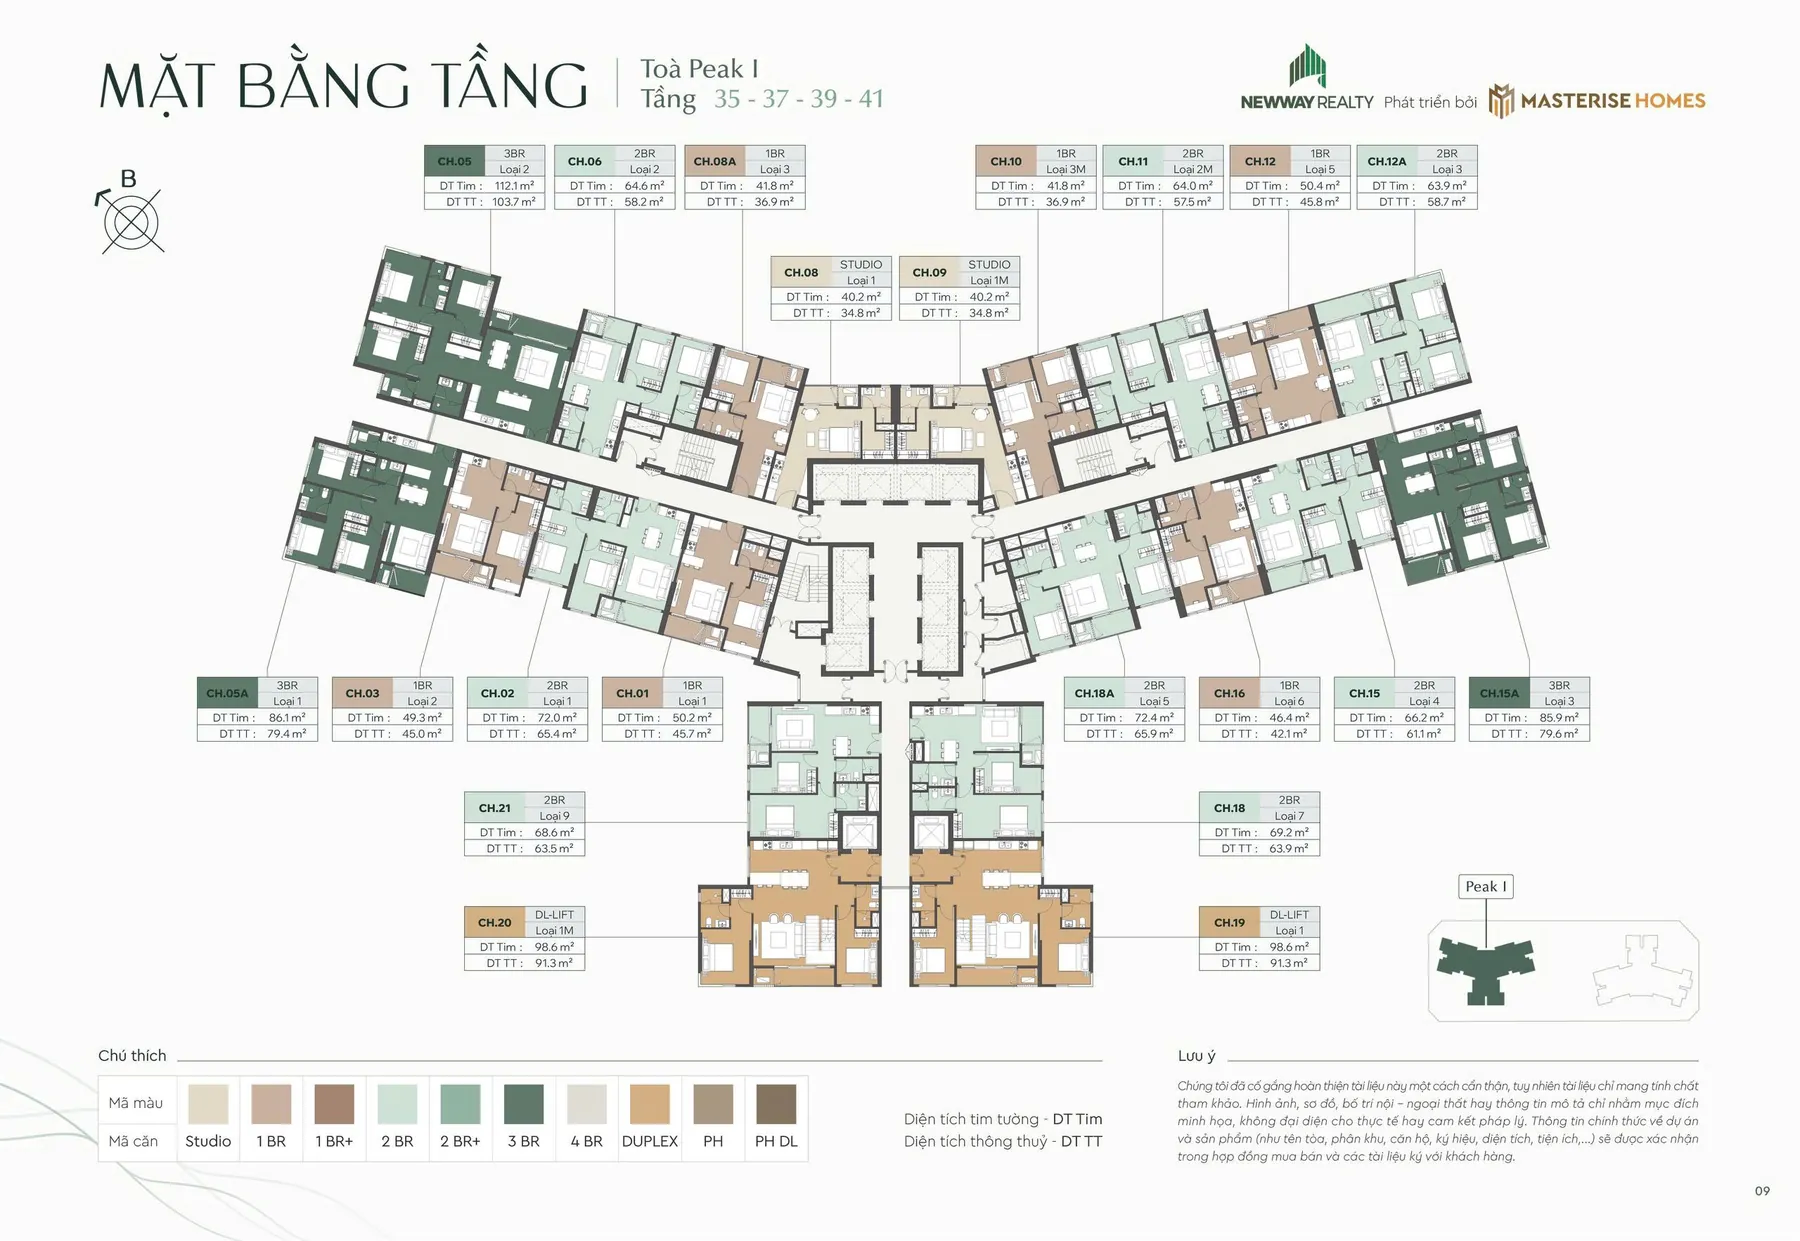 MẶT BẰNG TẦNG
Toà Peak I
Tầng 35 - 37 - 39 - 41
NEWWAY REALTY
Phát triển bởi
MASTERISE HOMES
B
CH.05 3BR
Loại 2
DT Tim : 112.1 m²
DT TT : 103.7 m²
CH.06 2BR
Loại 2
DT Tim : 64.6 m²
DT TT : 58.2 m²
CH.08A 1BR
Loại 3
DT Tim : 41.8 m²
DT TT : 36.9 m²
CH.10 1BR
Loại 3M
DT Tim : 41.8 m²
DT TT : 36.9 m²
CH.11 2BR
Loại 2M
DT Tim : 64.0 m²
DT TT : 57.5 m²
CH.12 1BR
Loại 5
DT Tim : 50.4 m²
DT TT : 45.8 m²
CH.12A 2BR
Loại 3
DT Tim : 63.9 m²
DT TT : 58.7 m²
CH.08 STUDIO
Loại 1
DT Tim : 40.2 m²
DT TT : 34.8 m²
CH.09 STUDIO
Loại 1M
DT Tim : 40.2 m²
DT TT : 34.8 m²
CH.05A 3BR
Loại 1
DT Tim : 86.1 m²
DT TT : 79.4 m²
CH.03 1BR
Loại 2
DT Tim : 49.3 m²
DT TT : 45.0 m²
CH.02 2BR
Loại 1
DT Tim : 72.0 m²
DT TT : 65.4 m²
CH.01 1BR
Loại 1
DT Tim : 50.2 m²
DT TT : 45.7 m²
CH.18A 2BR
Loại 5
DT Tim : 72.4 m²
DT TT : 65.9 m²
CH.16 1BR
Loại 6
DT Tim : 46.4 m²
DT TT : 42.1 m²
CH.15 2BR
Loại 4
DT Tim : 66.2 m²
DT TT : 61.1 m²
CH.15A 3BR
Loại 3
DT Tim : 85.9 m²
DT TT : 79.6 m²
CH.21 2BR
Loại 9
DT Tim : 68.6 m²
DT TT : 63.5 m²
CH.18 2BR
Loại 7
DT Tim : 69.2 m²
DT TT : 63.9 m²
CH.20 DL-LIFT
Loại 1M
DT Tim : 98.6 m²
DT TT : 91.3 m²
CH.19 DL-LIFT
Loại 1
DT Tim : 98.6 m²
DT TT : 91.3 m²
Peak I
Chú thích
Mã màu
Mã căn Studio 1 BR 1 BR+ 2 BR 2 BR+ 3 BR 4 BR DUPLEX PH PH DL
Diện tích tim tường - DT Tim
Diện tích thông thuỷ - DT TT
Lưu ý
Chúng tôi đã cố gắng hoàn thiện tài liệu này một cách cẩn thận, tuy nhiên tài liệu chỉ mang tính chất
tham khảo. Hình ảnh, sơ đồ, bố trí nội - ngoại thất hay thông tin mô tả chỉ nhằm mục đích
minh họa, không đại diện cho thực tế hay cam kết pháp lý. Thông tin chính thức về dự án
và sản phẩm (như tên tòa, phân khu, căn hộ, ký hiệu, diện tích, tiện ích,...) sẽ được xác nhận
trong hợp đồng mua bán và các tài liệu ký với khách hàng.
09